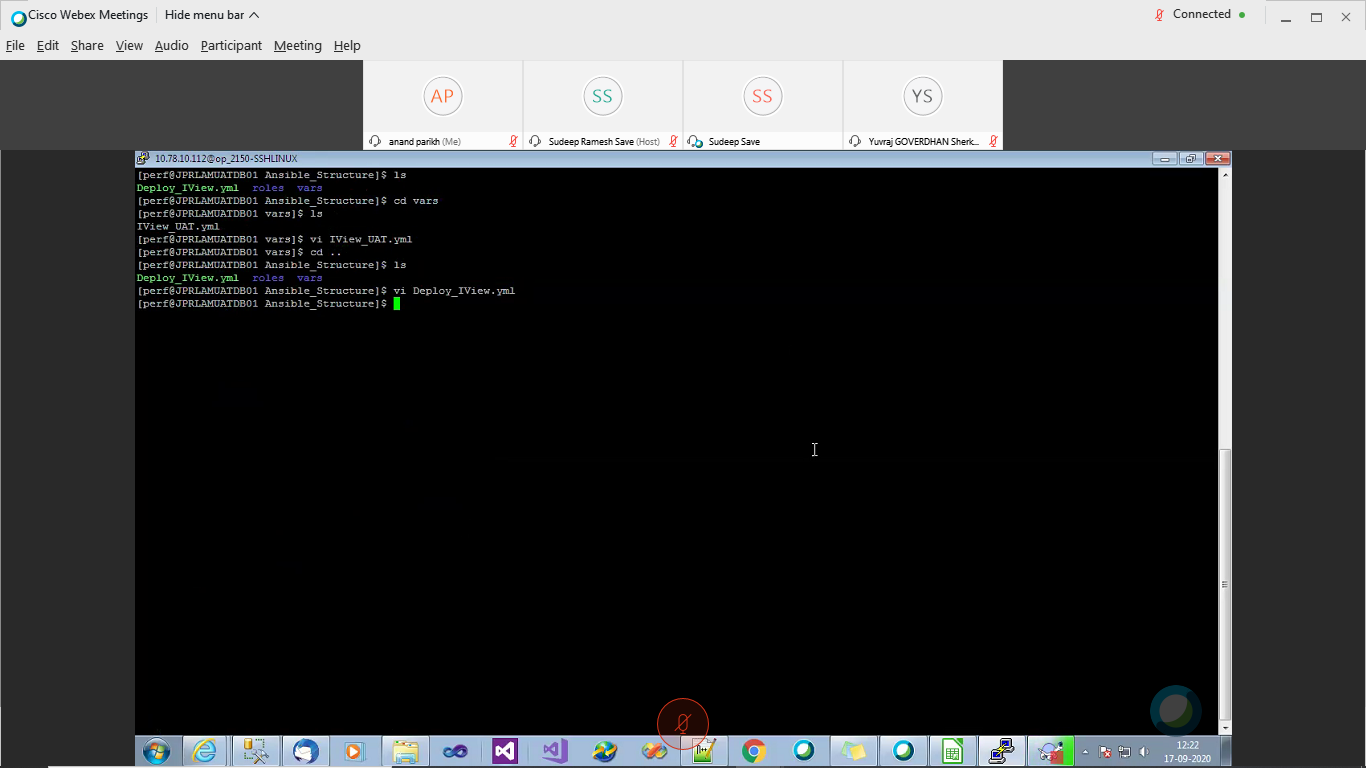 Cisco Webex Meetings
Hide menu bar
Connected
File Edit Share View Audio Participant Meeting Help
AP
SS
SS
YS
anand parikh (Me)
Sudeep Ramesh Save (Host)
Sudeep Save
Yuvraj GOVERDHAN Sherk...
10.78.10.112@op_2150-SSHLINUX
[perf@JPRLAMUATDB01 Ansible_Structure]$ ls
Deploy_IView.yml roles vars
[perf@JPRLAMUATDB01 Ansible_Structure]$ cd vars
[perf@JPRLAMUATDB01 vars]$ ls
IView_UAT.yml
[perf@JPRLAMUATDB01 vars]$ vi IView_UAT.yml
[perf@JPRLAMUATDB01 vars]$ cd ..
[perf@JPRLAMUATDB01 Ansible_Structure]$ ls
Deploy_IView.yml roles vars
[perf@JPRLAMUATDB01 Ansible_Structure]$ vi Deploy_IView.yml
[perf@JPRLAMUATDB01 Ansible_Structure]$
12:22
17-09-2020